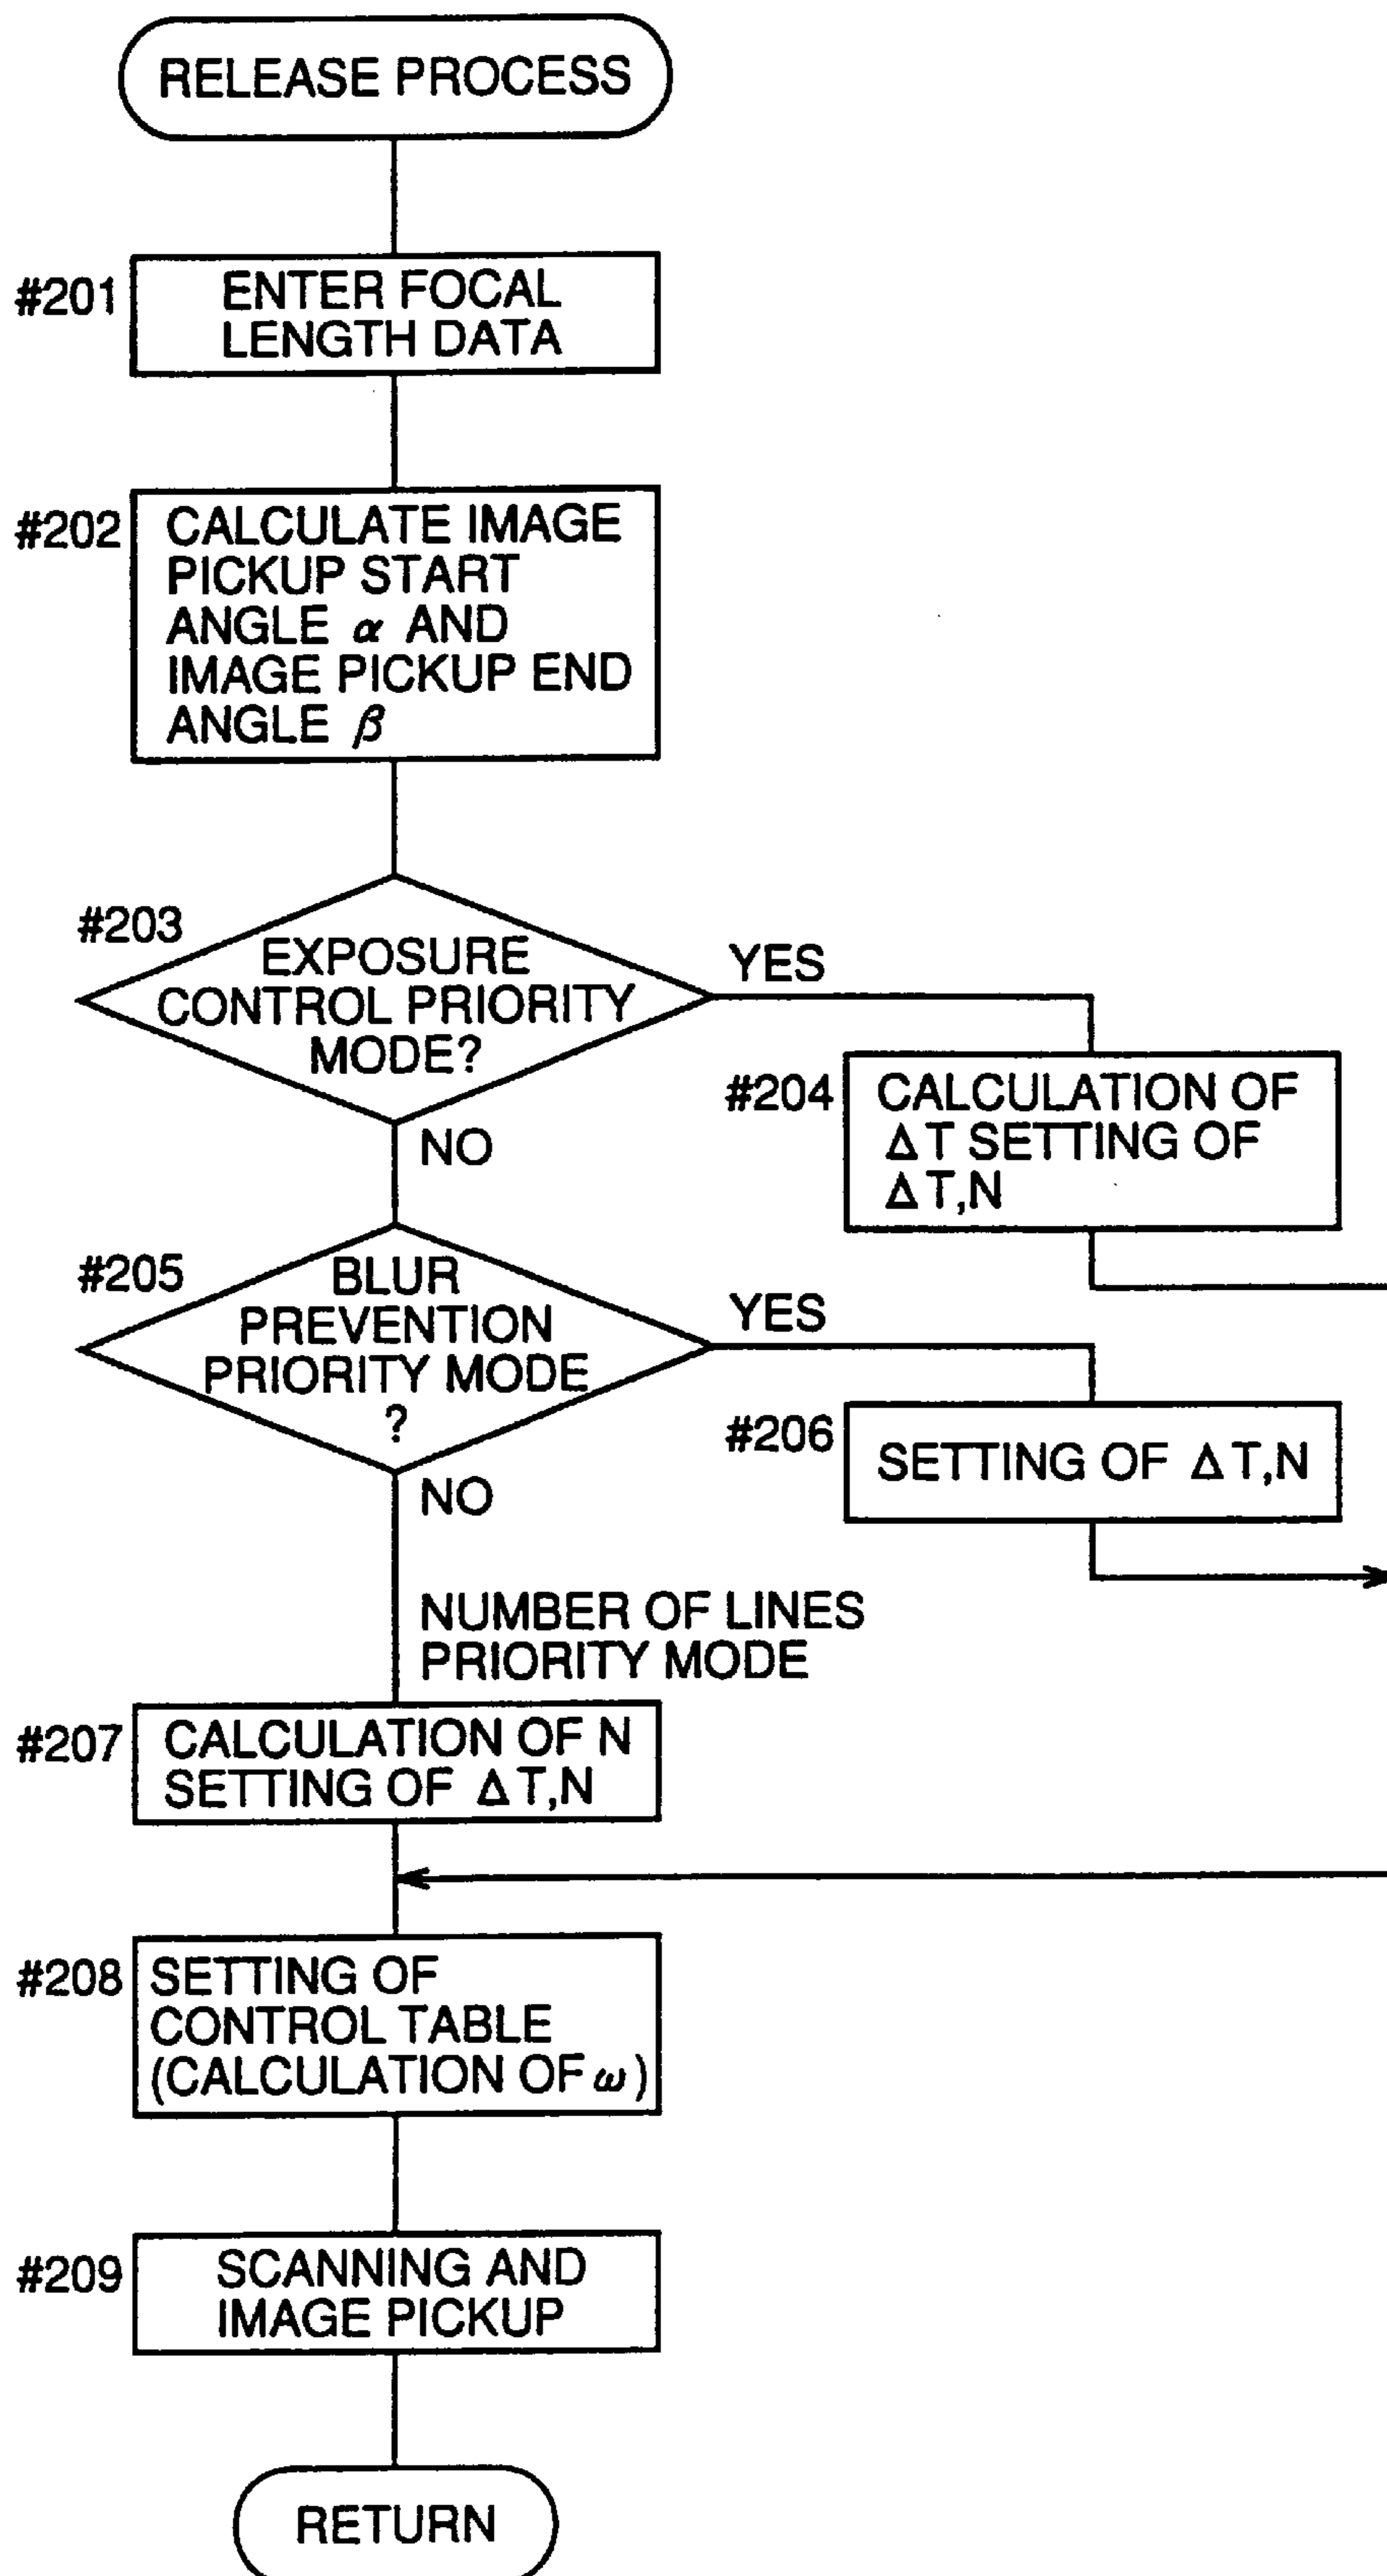 RELEASE PROCESS
#201
ENTER FOCAL
LENGTH DATA
#202
CALCULATE IMAGE
PICKUP START
ANGLE α AND
IMAGE PICKUP END
ANGLE β
#203
EXPOSURE
CONTROL PRIORITY
MODE?
YES
NO
#204
CALCULATION OF
ΔT SETTING OF
ΔT,N
#205
BLUR
PREVENTION
PRIORITY MODE
?
YES
NO
#206
SETTING OF ΔT,N
NUMBER OF LINES
PRIORITY MODE
#207
CALCULATION OF N
SETTING OF ΔT,N
#208
SETTING OF
CONTROL TABLE
(CALCULATION OF ω)
#209
SCANNING AND
IMAGE PICKUP
RETURN